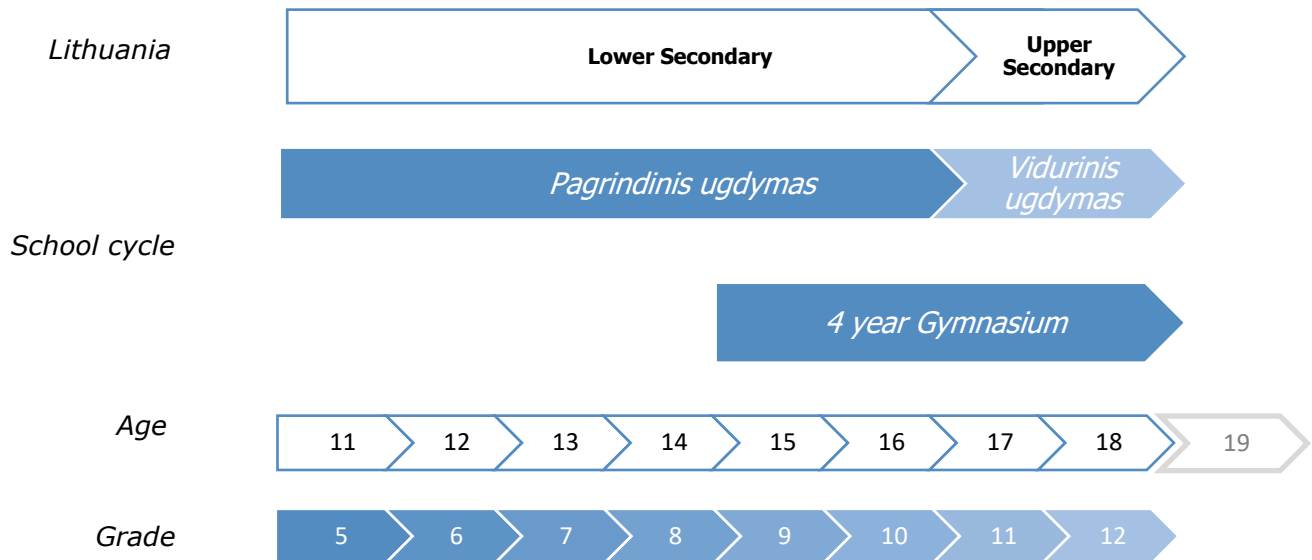 Lithuania
Lower Secondary
Upper
Secondary
Pagrindinis ugdymas
Vidurinis
ugdymas
School cycle
4 year Gymnasium
Age
11 12 13 14 15 16 17 18 19
Grade
5 6 7 8 9 10 11 12